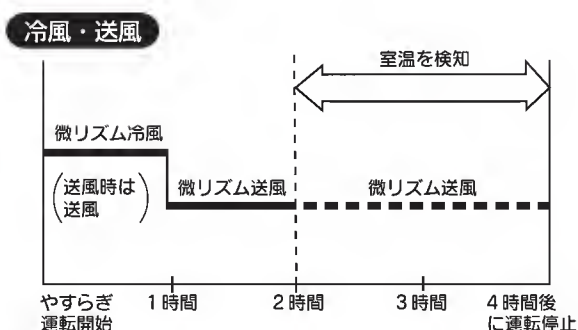 冷風・送風
室温を検知
微リズム冷風
(送風時は
送風)
微リズム送風
微リズム送風
やすらぎ
運転開始
1時間
2時間
3時間
4時間後
に運転停止